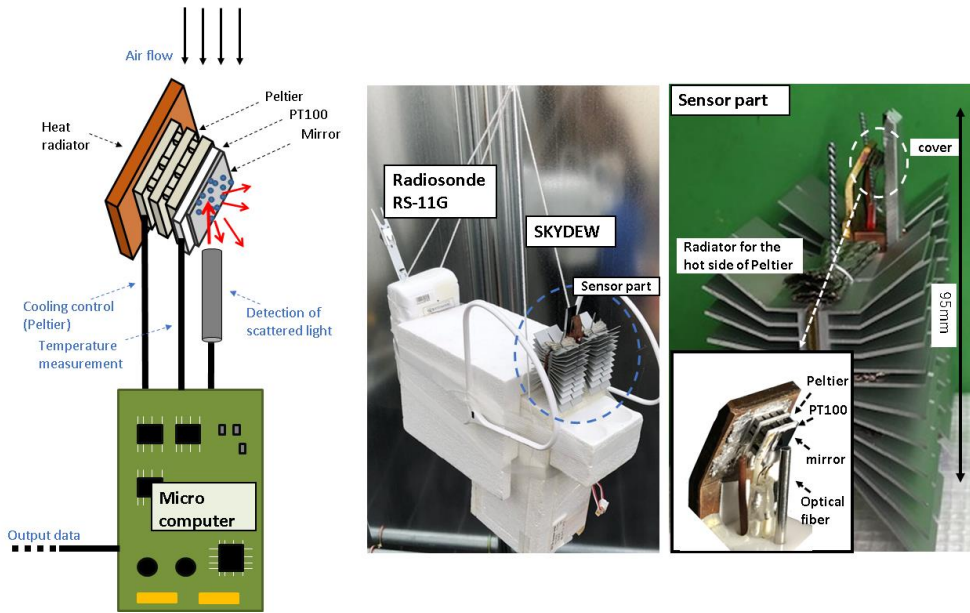 Air flow
Peltier
PT100
Mirror
Heat
radiator
Cooling control
(Peltier)
Temperature
measurement
Detection of
scattered light
Micro
computer
Output data
Radiosonde
RS-11G
SKYDEW
Sensor part
Sensor part
cover
Radiator for the
hot side of Peltier
95mm
Peltier
PT100
mirror
Optical
fiber